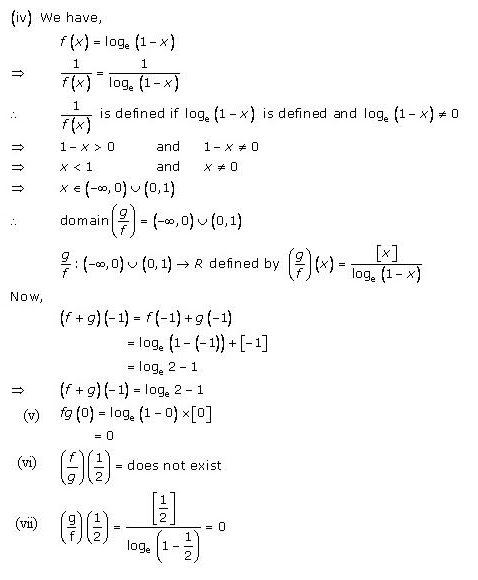 (iv) We have,
f(x) = logₑ (1 − x)
⇒ 1/f(x) = 1/logₑ (1 − x)
∴ 1/f(x) is defined if logₑ (1 − x) is defined and logₑ (1 − x) ≠ 0
⇒ 1 − x > 0 and 1 − x ≠ 0
⇒ x < 1 and x ≠ 0
⇒ x ∈ (−∞, 0) ∪ (0, 1)
∴ domain (g/f) = (−∞, 0) ∪ (0, 1)
g/f : (−∞, 0) ∪ (0, 1) → R defined by (g/f)(x) = [x]/logₑ (1 − x)
Now,
(f + g)(−1) = f(−1) + g(−1)
= logₑ (1 − (−1)) + [−1]
= logₑ 2 − 1
⇒ (f + g)(−1) = logₑ 2 − 1
(v) fg(0) = logₑ (1 − 0) × [0]
= 0
(vi) (f/g)(1/2) = does not exist
(vii) (g/f)(1/2) = [1/2]/logₑ (1 − 1/2) = 0